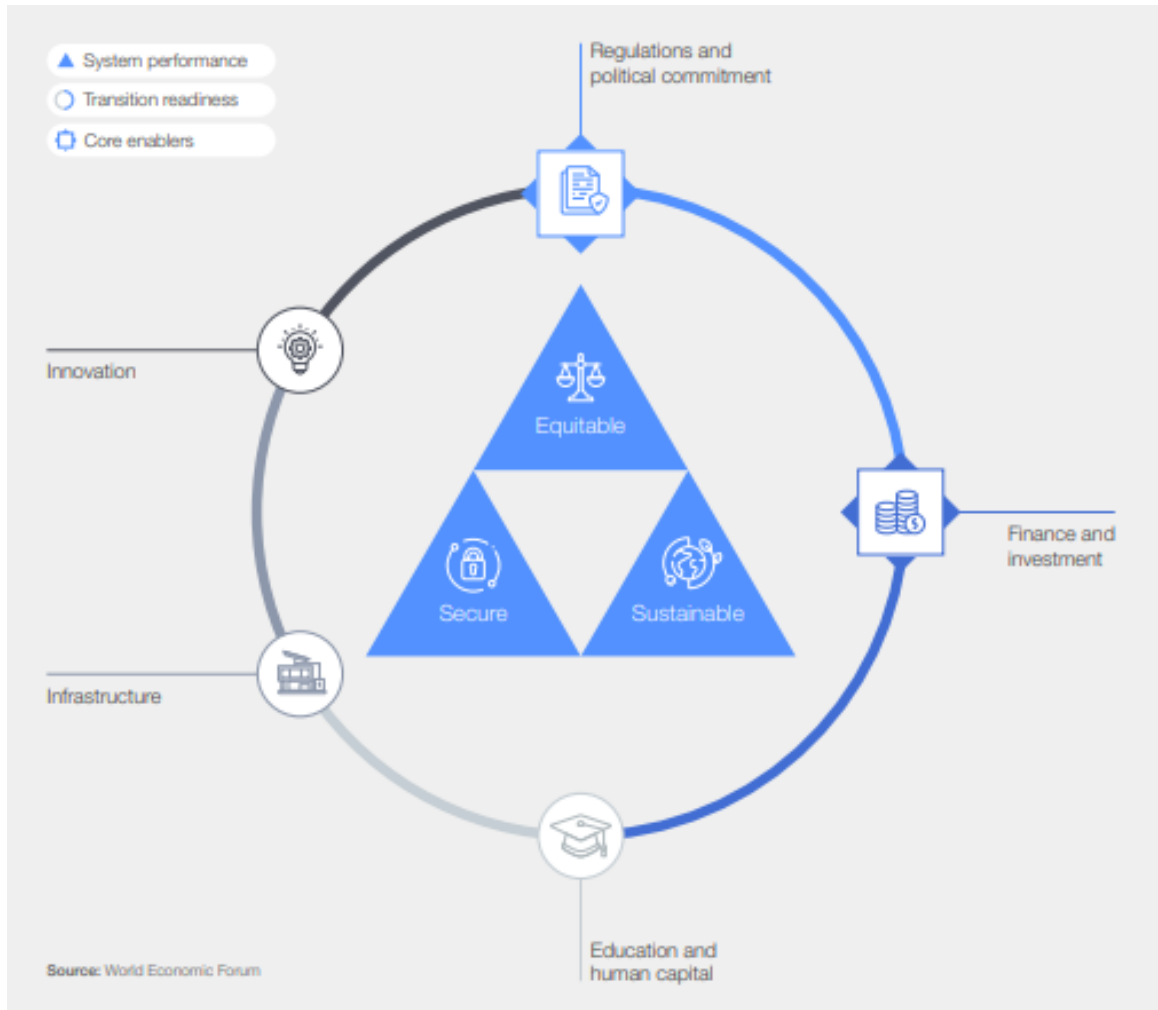 System performance
Transition readiness
Core enablers
Regulations and
political commitment
Innovation
Equitable
Finance and
investment
Secure
Sustainable
Infrastructure
Education and
human capital
Source: World Economic Forum